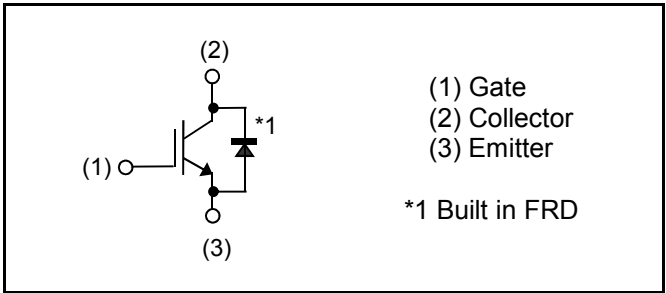 (2)
*1
(1)
(3)
(1) Gate
(2) Collector
(3) Emitter
*1 Built in FRD